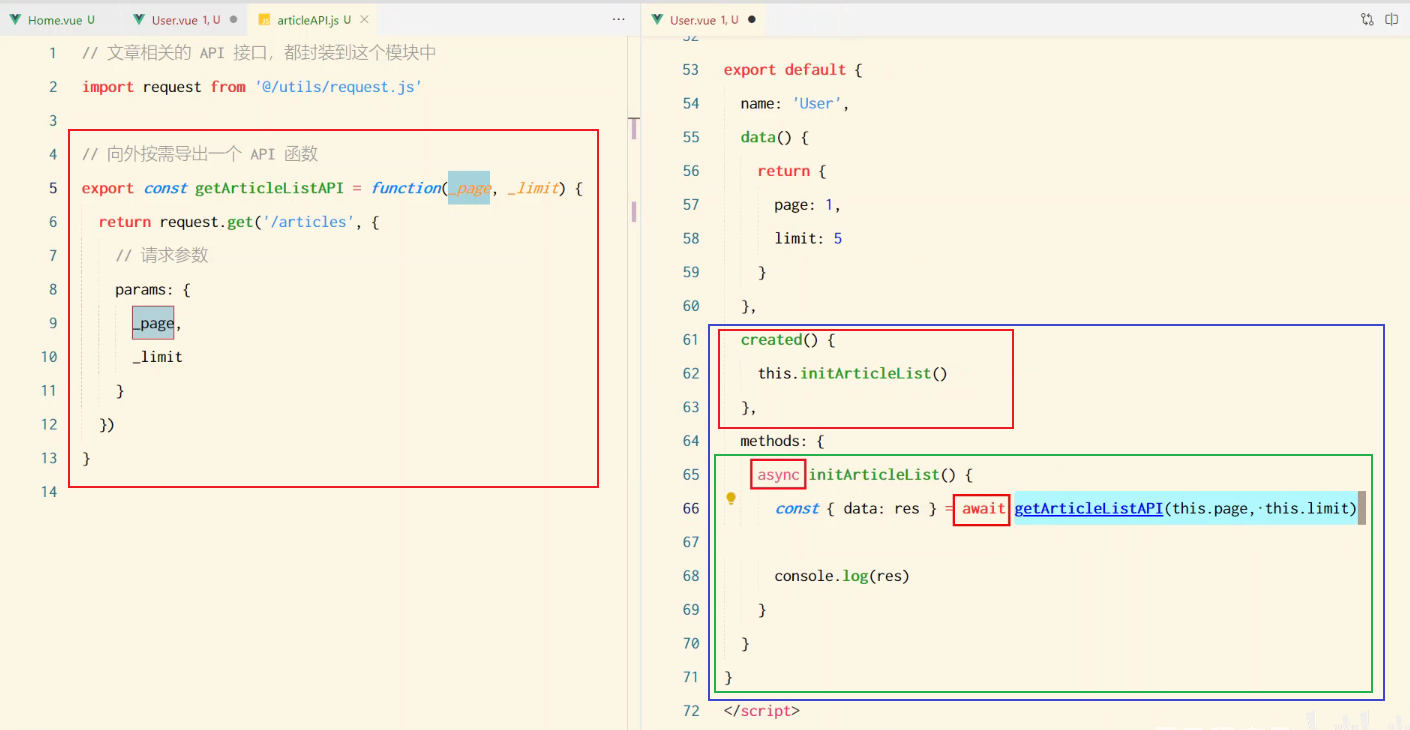 Home.vue U
User.vue 1, U
articleAPI.js U
1 // 文章相关的 API 接口，都封装到这个模块中
2 import request from '@/utils/request.js'
3
4 // 向外按需导出一个 API 函数
5 export const getArticleListAPI = function(_page, _limit) {
6 return request.get('/articles', {
7 // 请求参数
8 params: {
9 _page,
10 _limit
11 }
12 })
13 }
14
User.vue 1, U
52
53 export default {
54 name: 'User',
55 data() {
56 return {
57 page: 1,
58 limit: 5
59 }
60 },
61 created() {
62 this.initArticleList()
63 },
64 methods: {
65 async initArticleList() {
66 const { data: res } = await getArticleListAPI(this.page, this.limit)
67
68 console.log(res)
69 }
70 }
71 }
72 </script>